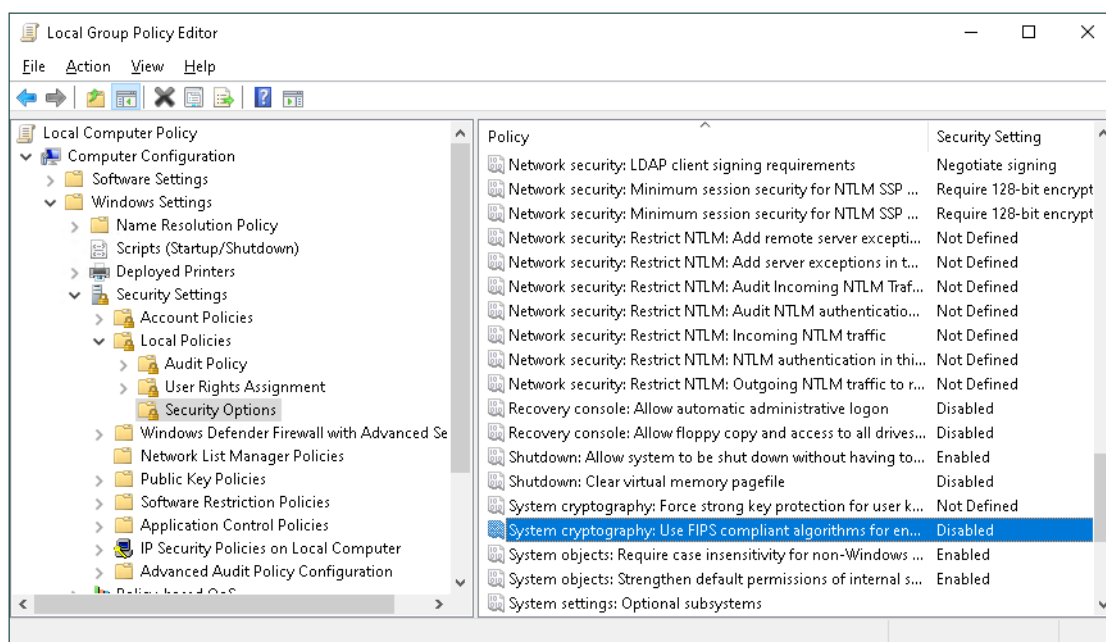 Local Group Policy Editor
File Action View Help
Local Computer Policy
Computer Configuration
Software Settings
Windows Settings
Name Resolution Policy
Scripts (Startup/Shutdown)
Deployed Printers
Security Settings
Account Policies
Local Policies
Audit Policy
User Rights Assignment
Security Options
Windows Defender Firewall with Advanced Se
Network List Manager Policies
Public Key Policies
Software Restriction Policies
Application Control Policies
IP Security Policies on Local Computer
Advanced Audit Policy Configuration
Policy-based QoS
Policy Security Setting
Network security: LDAP client signing requirements Negotiate signing
Network security: Minimum session security for NTLM SSP ... Require 128-bit encrypt
Network security: Minimum session security for NTLM SSP ... Require 128-bit encrypt
Network security: Restrict NTLM: Add remote server excepti... Not Defined
Network security: Restrict NTLM: Add server exceptions in t... Not Defined
Network security: Restrict NTLM: Audit Incoming NTLM Traf... Not Defined
Network security: Restrict NTLM: Audit NTLM authenticatio... Not Defined
Network security: Restrict NTLM: Incoming NTLM traffic Not Defined
Network security: Restrict NTLM: NTLM authentication in thi... Not Defined
Network security: Restrict NTLM: Outgoing NTLM traffic to r... Not Defined
Recovery console: Allow automatic administrative logon Disabled
Recovery console: Allow floppy copy and access to all drives... Disabled
Shutdown: Allow system to be shut down without having to... Enabled
Shutdown: Clear virtual memory pagefile Disabled
System cryptography: Force strong key protection for user k... Not Defined
System cryptography: Use FIPS compliant algorithms for en... Disabled
System objects: Require case insensitivity for non-Windows ... Enabled
System objects: Strengthen default permissions of internal s... Enabled
System settings: Optional subsystems